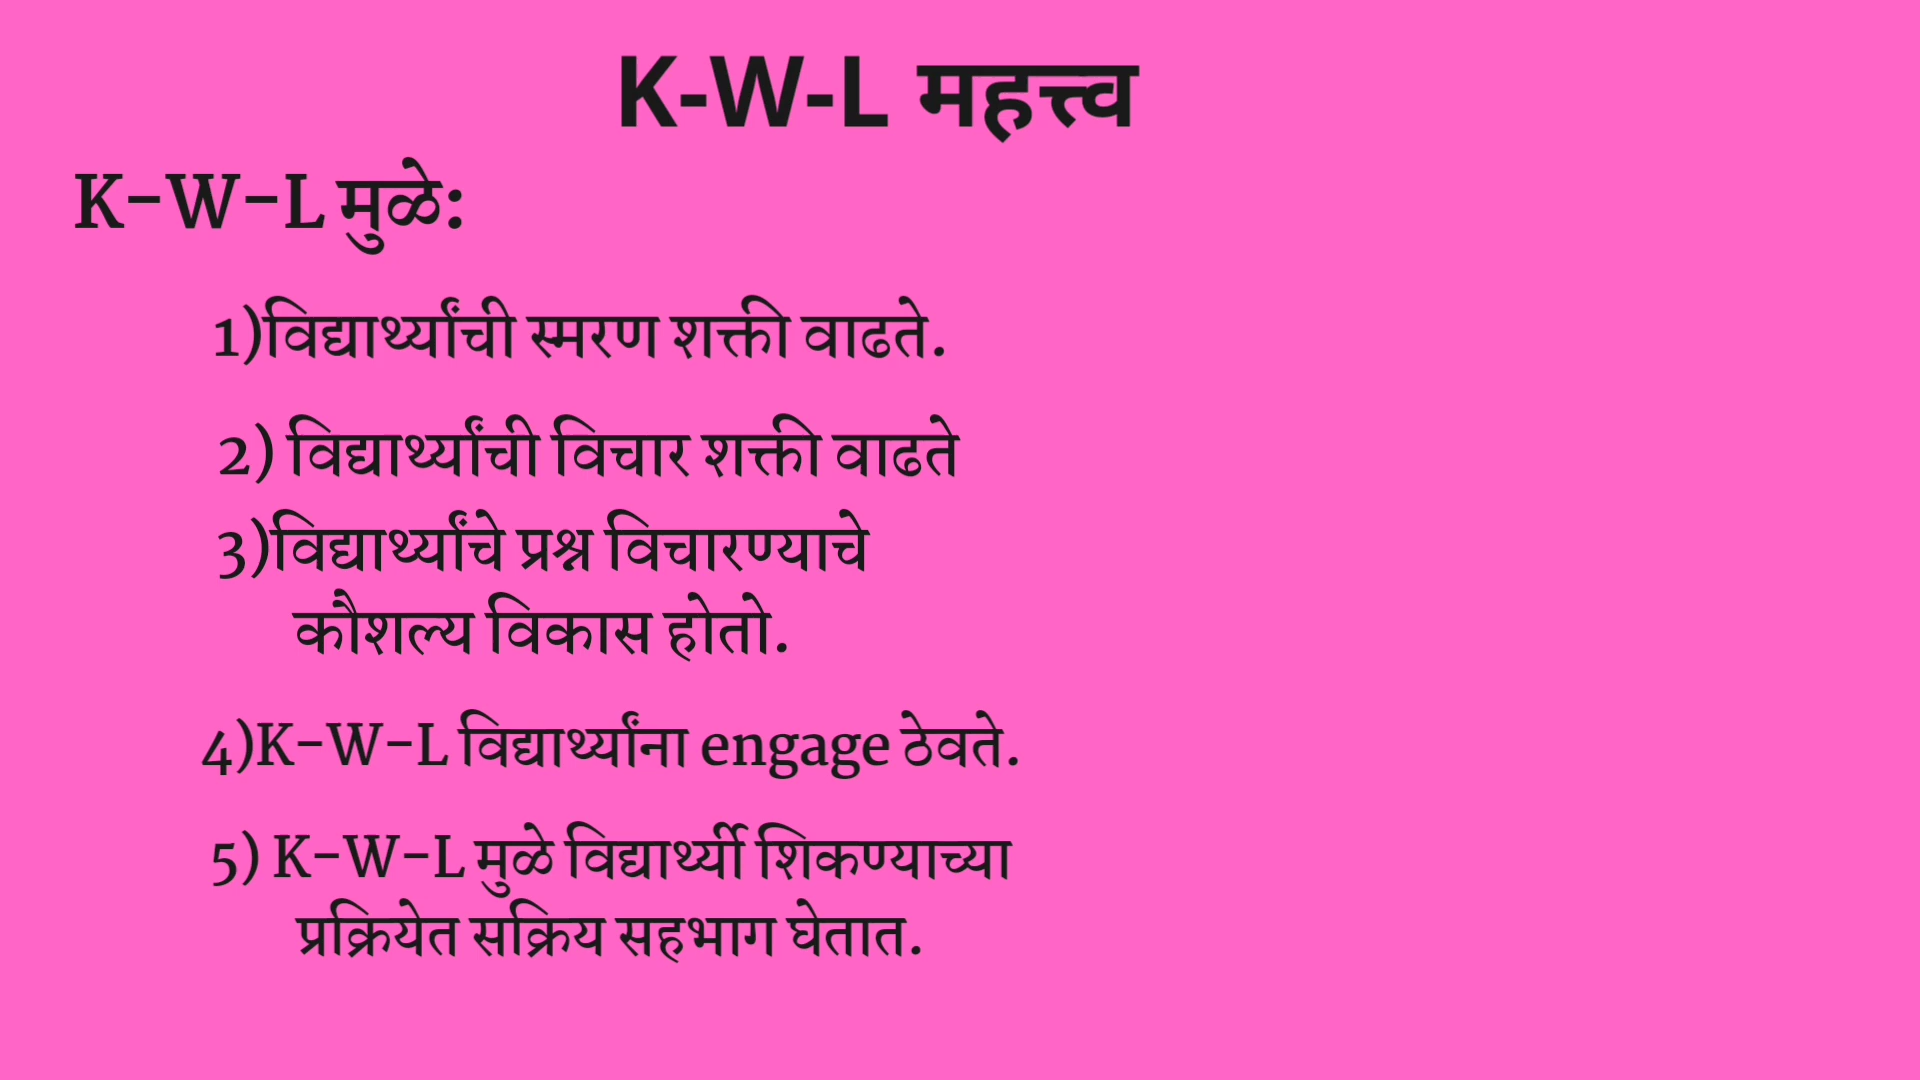 K-W-L महत्त्व
K-W-L मुळे:
1)विद्यार्थ्यांची स्मरण शक्ती वाढते.
2) विद्यार्थ्यांची विचार शक्ती वाढते
3)विद्यार्थ्यांचे प्रश्न विचारण्याचे
कौशल्य विकास होतो.
4)K-W-L विद्यार्थ्यांना engage ठेवते.
5) K-W-L मुळे विद्यार्थ्यी शिकण्याच्या
प्रक्रियेत सक्रिय सहभाग घेतात.